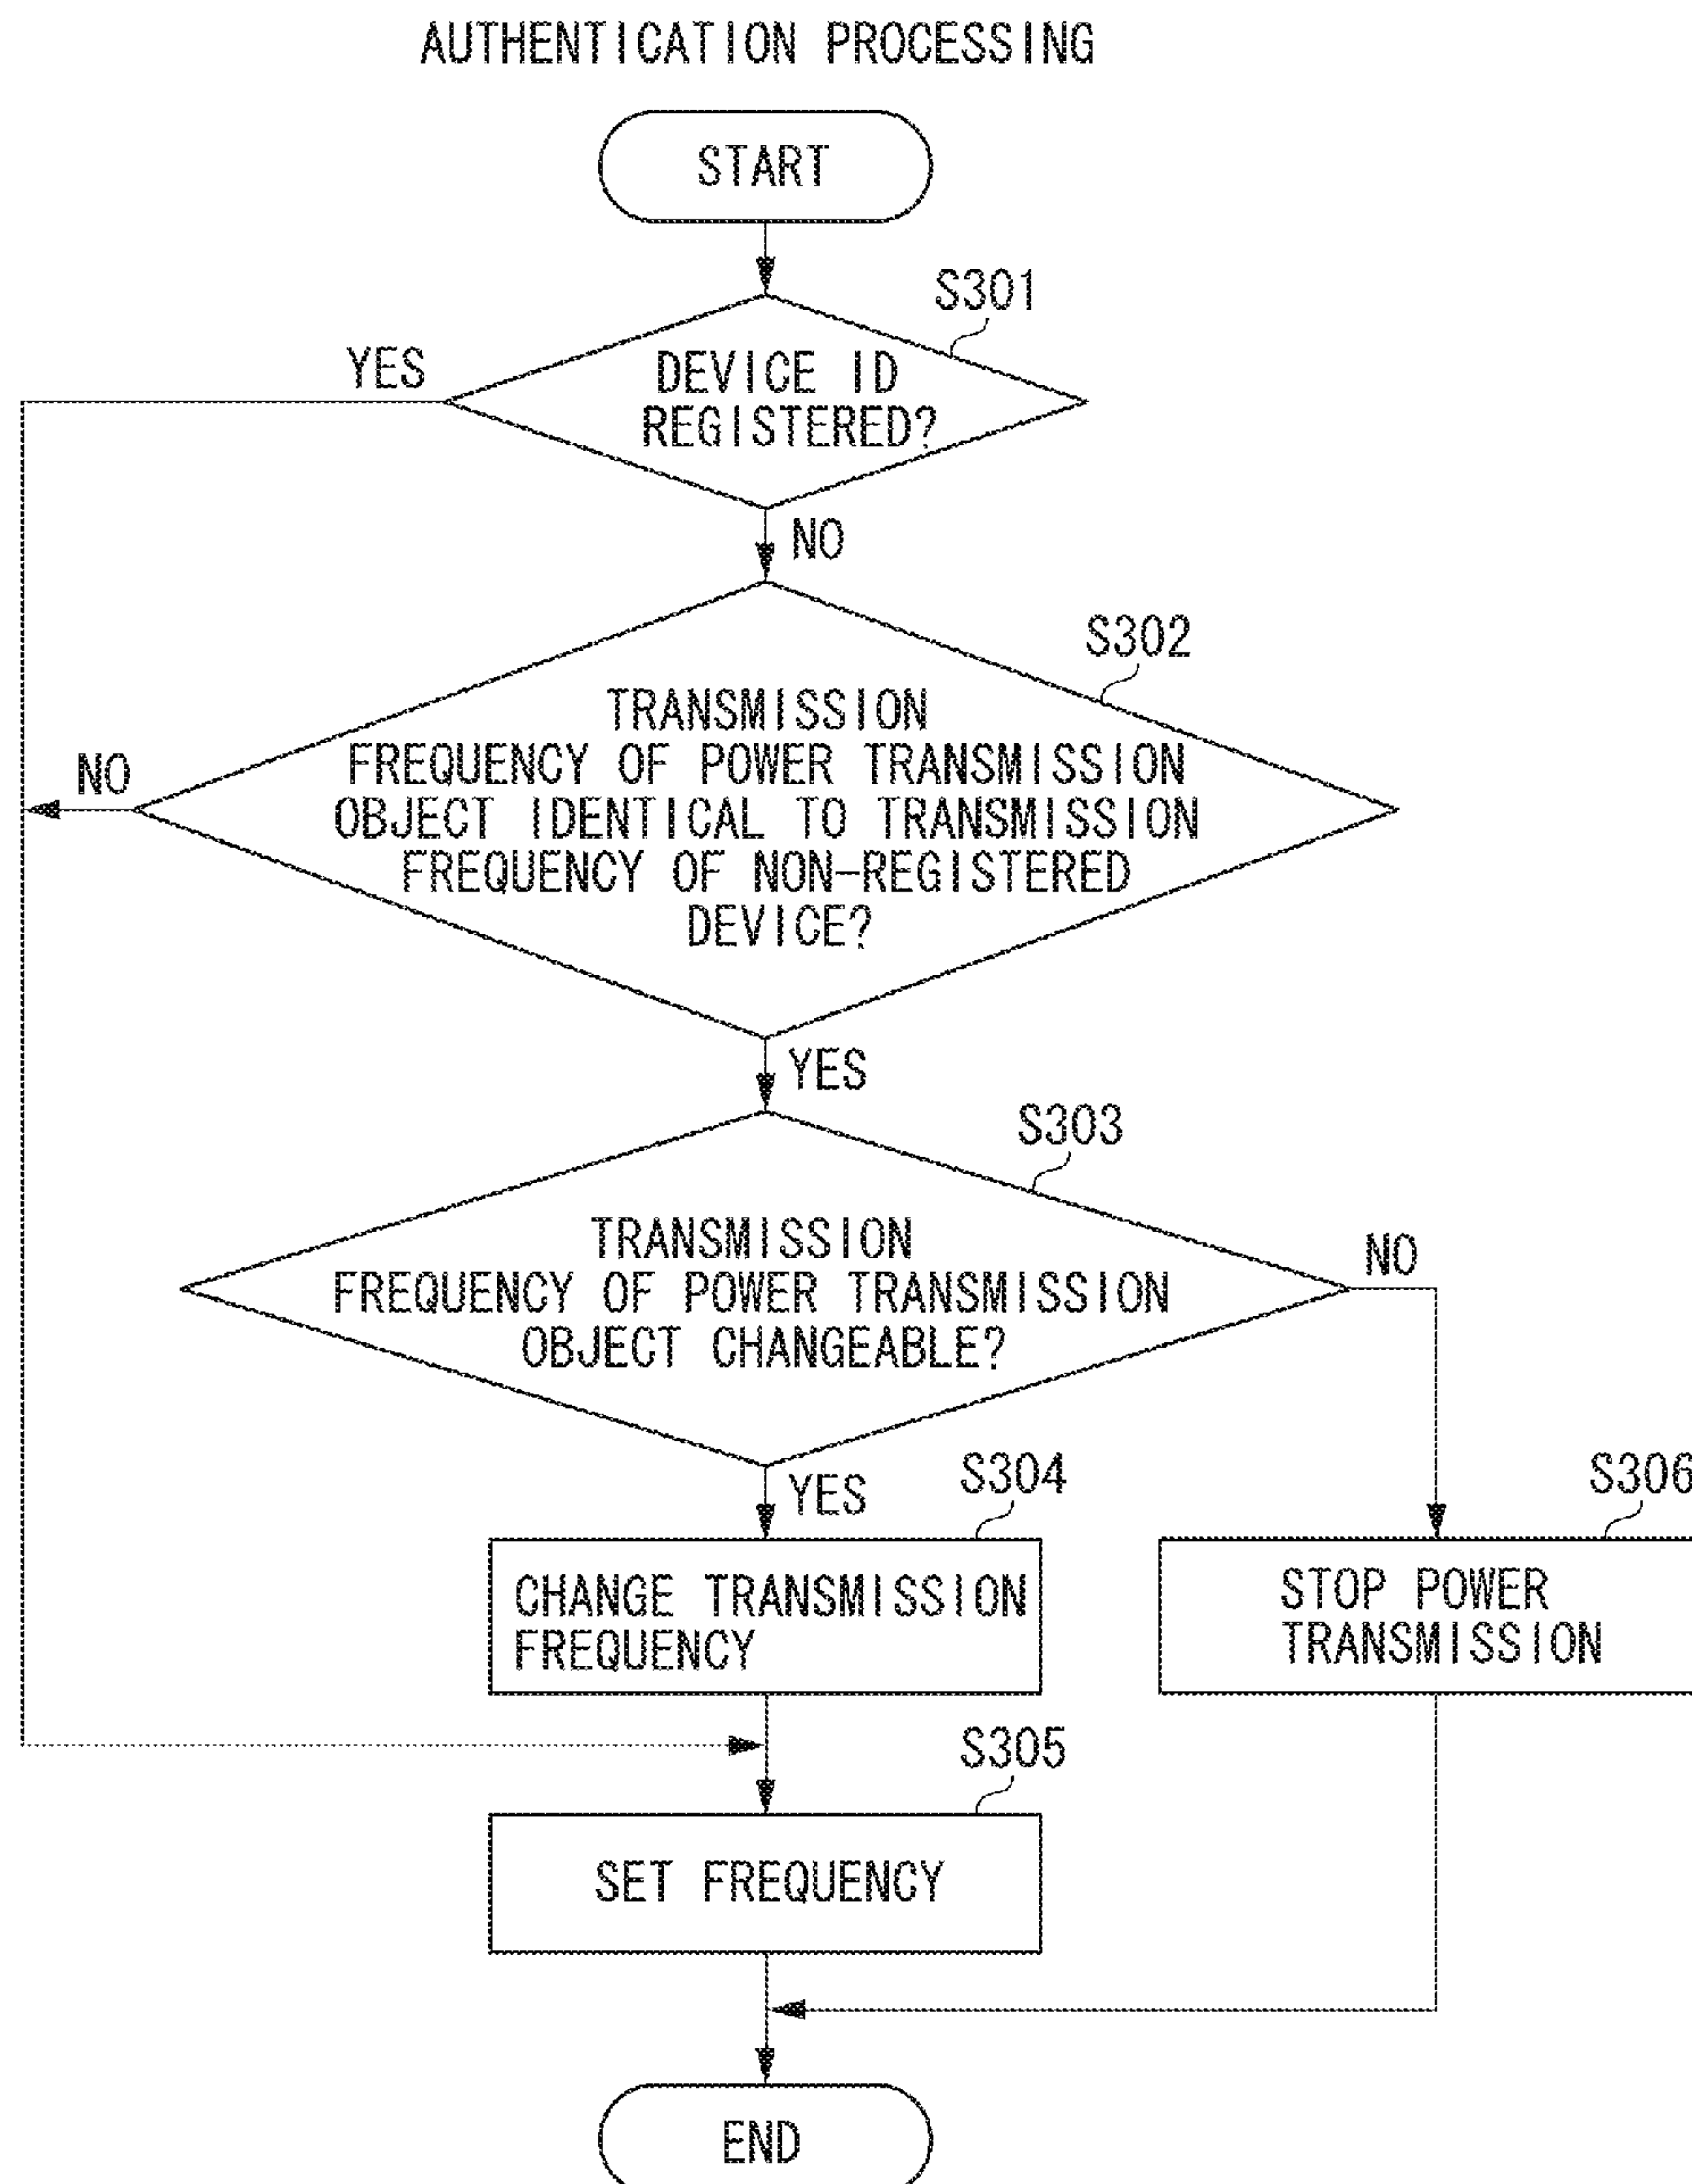 AUTHENTICATION PROCESSING
START
S301
YES
DEVICE ID
REGISTERED?
NO
S302
TRANSMISSION
FREQUENCY OF POWER TRANSMISSION
OBJECT IDENTICAL TO TRANSMISSION
FREQUENCY OF NON-REGISTERED
DEVICE?
NO
YES
S303
TRANSMISSION
FREQUENCY OF POWER TRANSMISSION
OBJECT CHANGEABLE?
NO
YES
S304
S306
CHANGE TRANSMISSION
FREQUENCY
STOP POWER
TRANSMISSION
S305
SET FREQUENCY
END